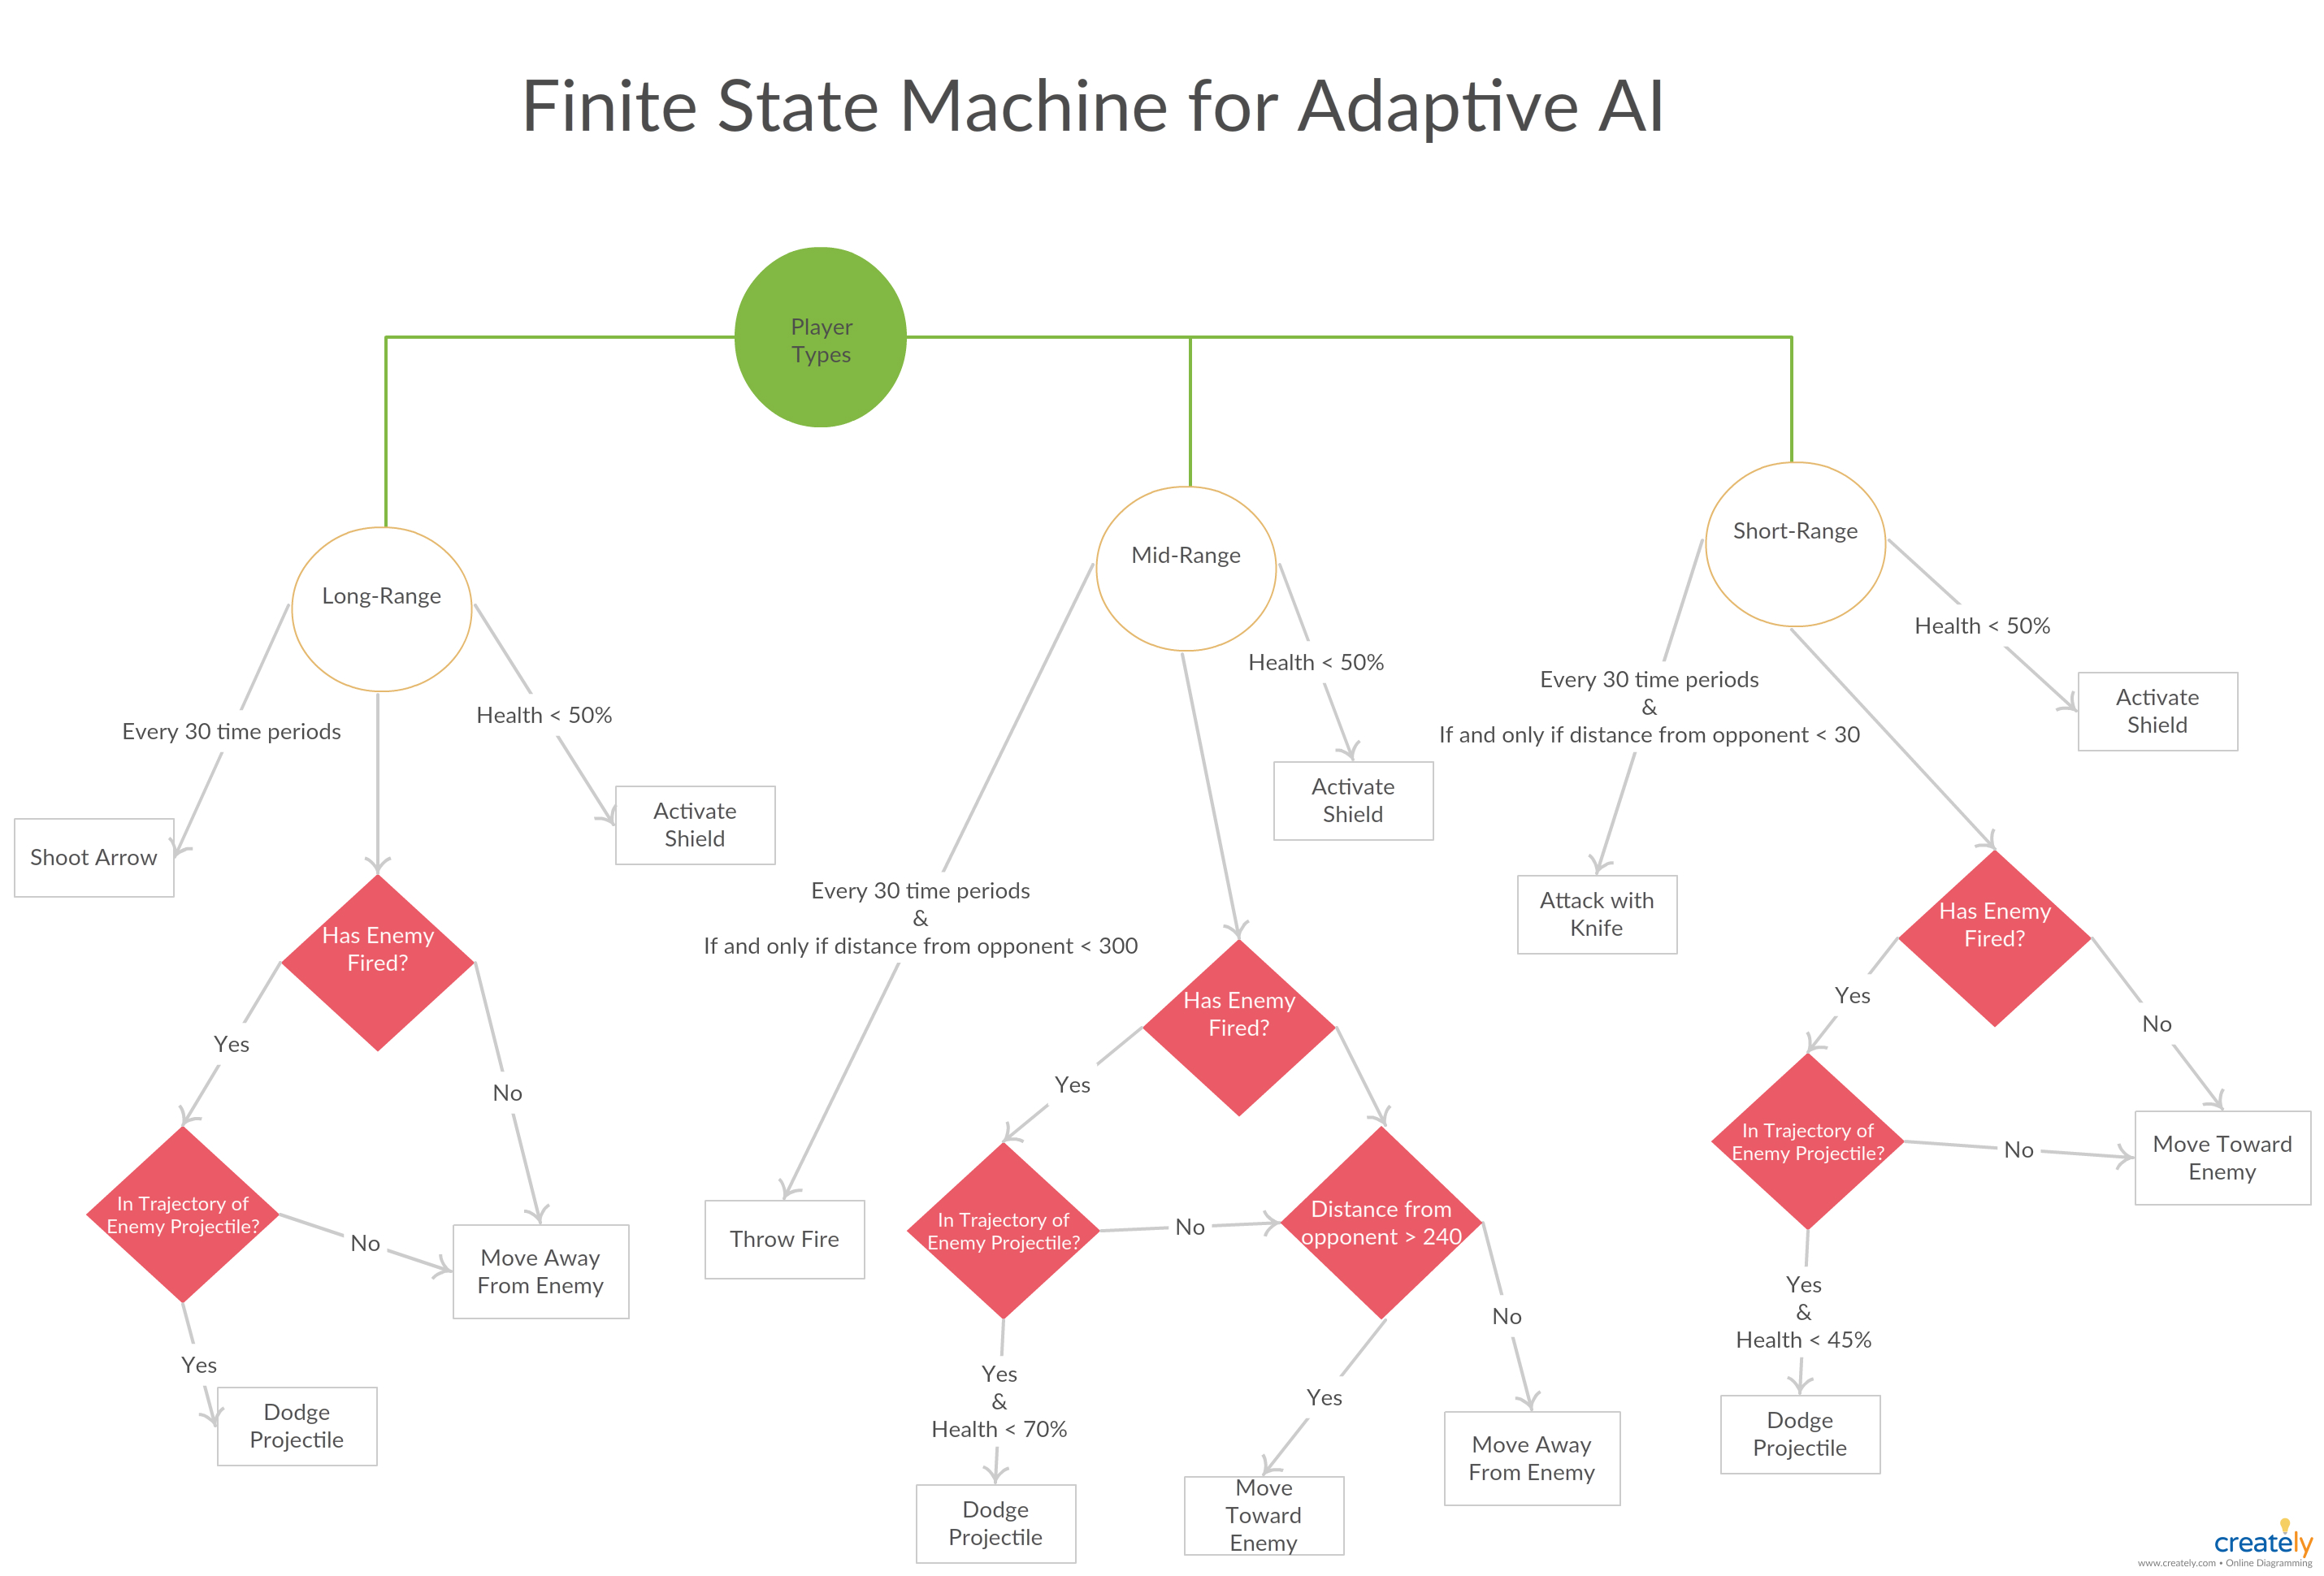 Finite State Machine for Adaptive AI
Player
Types
Long-Range
Every 30 time periods
Health < 50%
Shoot Arrow
Activate
Shield
Has Enemy
Fired?
Yes
No
In Trajectory of
Enemy Projectile?
No
Move Away
From Enemy
Yes
Dodge
Projectile
Mid-Range
Health < 50%
Activate
Shield
Every 30 time periods
&
If and only if distance from opponent < 300
Throw Fire
Has Enemy
Fired?
Yes
In Trajectory of
Enemy Projectile?
No
Distance from
opponent > 240
Yes
&
Health < 70%
Dodge
Projectile
Yes
Move
Toward
Enemy
No
Move Away
From Enemy
Short-Range
Health < 50%
Activate
Shield
Every 30 time periods
&
If and only if distance from opponent < 30
Attack with
Knife
Has Enemy
Fired?
Yes
No
In Trajectory of
Enemy Projectile?
No
Move Toward
Enemy
Yes
&
Health < 45%
Dodge
Projectile
creately
www.creately.com • Online Diagramming